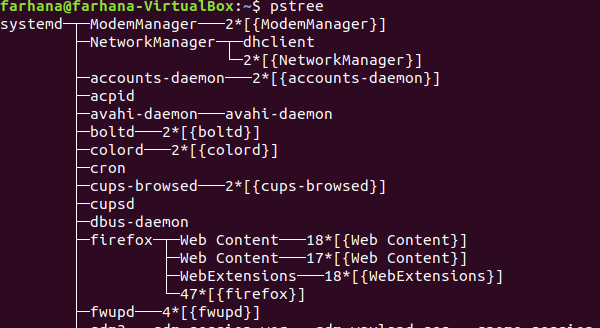 farhana@farhana-VirtualBox:~$ pstree
systemd─┬─ModemManager───2*[{ModemManager}]
        ├─NetworkManager─┬─dhclient
        │                └─2*[{NetworkManager}]
        ├─accounts-daemon───2*[{accounts-daemon}]
        ├─acpid
        ├─avahi-daemon───avahi-daemon
        ├─boltd───2*[{boltd}]
        ├─colord───2*[{colord}]
        ├─cron
        ├─cups-browsed───2*[{cups-browsed}]
        ├─cupsd
        ├─dbus-daemon
        ├─firefox─┬─Web Content───18*[{Web Content}]
        │         ├─Web Content───17*[{Web Content}]
        │         ├─WebExtensions───18*[{WebExtensions}]
        │         └─47*[{firefox}]
        ├─fwupd───4*[{fwupd}]